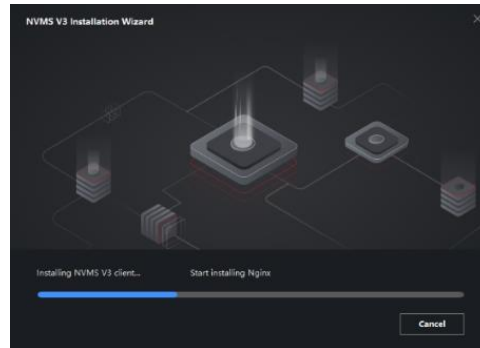 NVMS V3 Installation Wizard
Installing NVMS V3 client... Start installing Nginx
Cancel